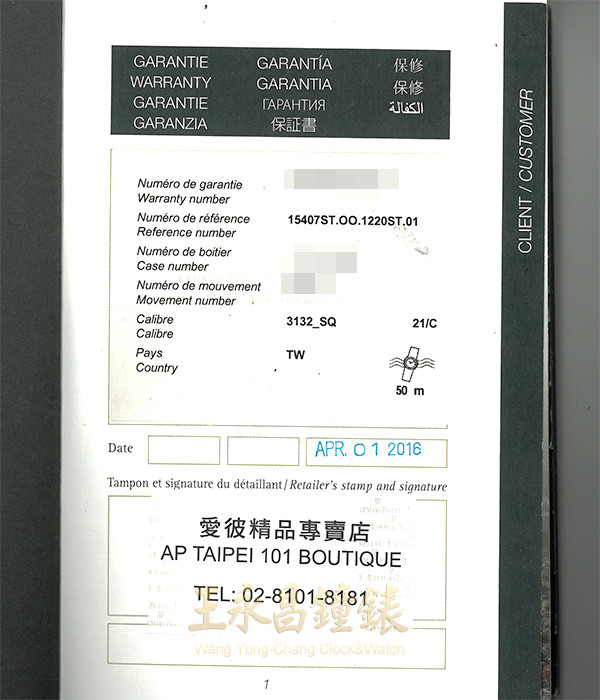 GARANTIE GARANTÍA 保修
WARRANTY GARANTIA 保修
GARANTIE ГАРАНТИЯ الكفالة
GARANZIA 保証書
CLIENT / CUSTOMER
Numéro de garantie
Warranty number
Numéro de référence 15407ST.OO.1220ST.01
Reference number
Numéro de boitier
Case number
Numéro de mouvement
Movement number
Calibre 3132_SQ 21/C
Calibre
Pays TW
Country
50 m
Date APR. 01 2016
Tampon et signature du détaillant / Retailer's stamp and signature
愛彼精品專賣店
AP TAIPEI 101 BOUTIQUE
TEL: 02-8101-8181
王永昌鐘錶
Wang Yung-Chang Clock&Watch
1